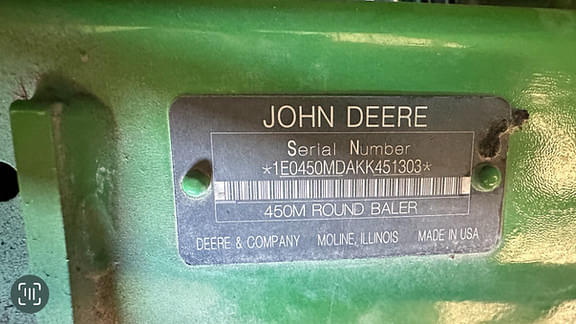 JOHN DEERE
Serial Number
*1E0450MDAKK451303*
450M ROUND BALER
DEERE & COMPANY MOLINE, ILLINOIS MADE IN USA